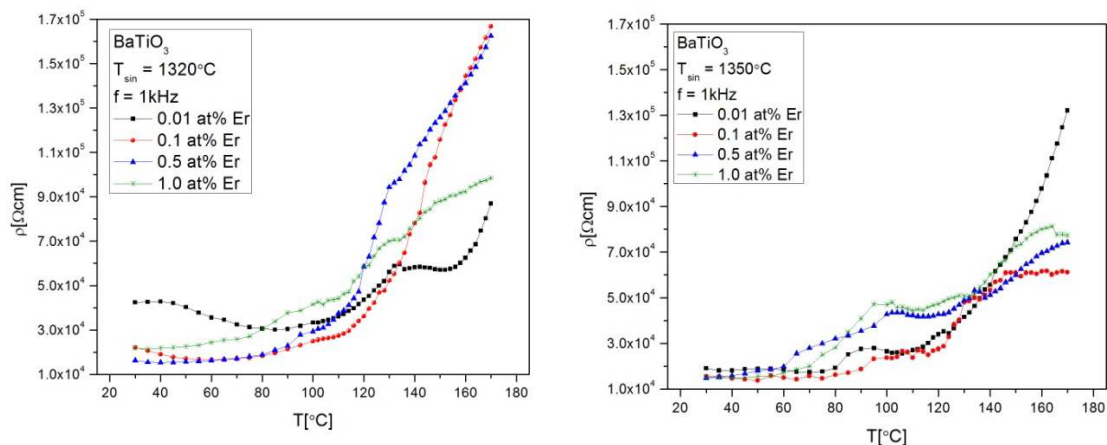 1.7x10⁵
1.5x10⁵
1.3x10⁵
1.1x10⁵
9.0x10⁴
7.0x10⁴
5.0x10⁴
3.0x10⁴
1.0x10⁴
ρ[Ωcm]
BaTiO₃
Tsin = 1320°C
f = 1kHz
0.01 at% Er
0.1 at% Er
0.5 at% Er
1.0 at% Er
20 40 60 80 100 120 140 160 180
T[°C]
1.7x10⁵
1.5x10⁵
1.3x10⁵
1.1x10⁵
9.0x10⁴
7.0x10⁴
5.0x10⁴
3.0x10⁴
1.0x10⁴
ρ[Ωcm]
BaTiO₃
Tsin = 1350°C
f = 1kHz
0.01 at% Er
0.1 at% Er
0.5 at% Er
1.0 at% Er
20 40 60 80 100 120 140 160 180
T[°C]